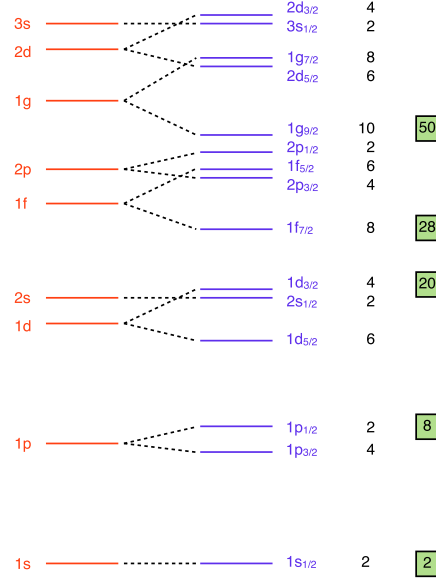 2d3/2 4
3s 3s1/2 2
2d
1g7/2 8
2d5/2 6
1g
1g9/2 10 50
2p1/2 2
2p 1f5/2 6
2p3/2 4
1f
1f7/2 8 28
1d3/2 4 20
2s 2s1/2 2
1d
1d5/2 6
1p1/2 2 8
1p
1p3/2 4
1s 1s1/2 2 2